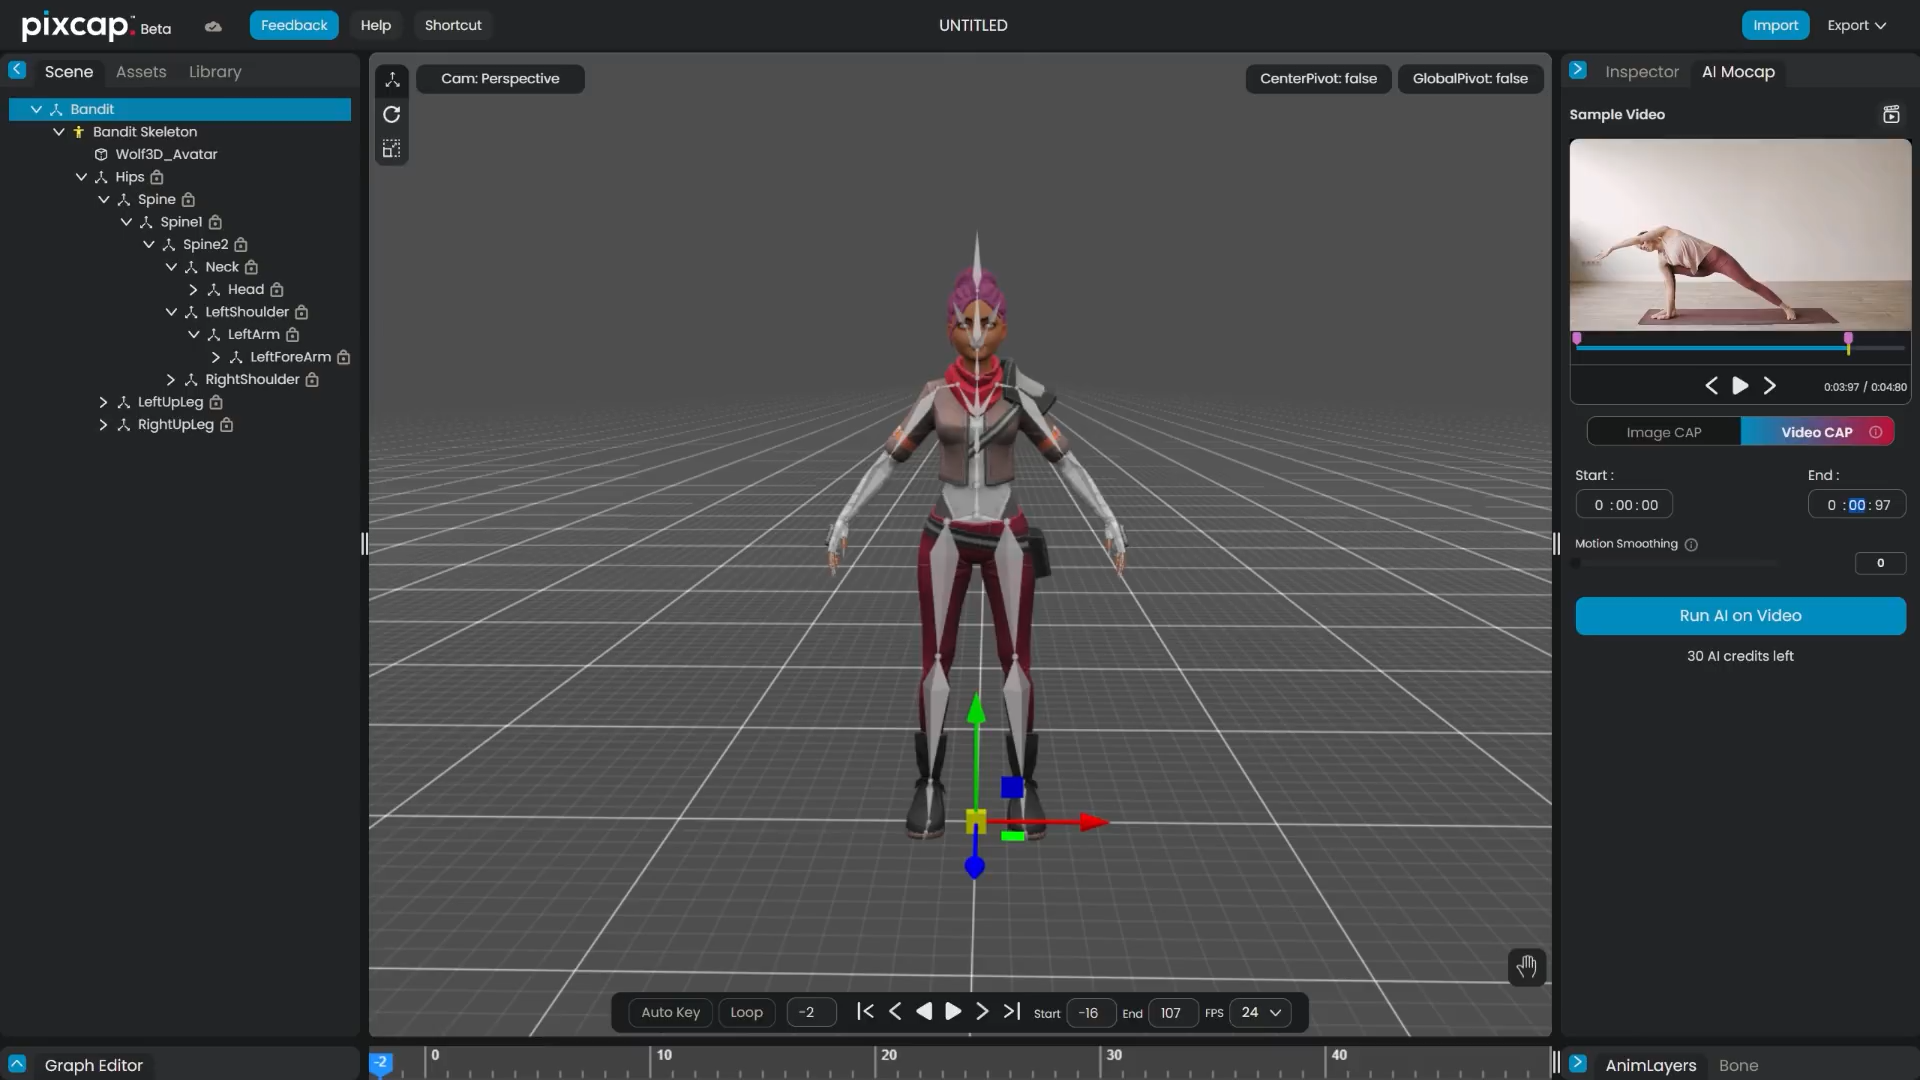 pixcap. Beta
Feedback
Help
Shortcut
UNTITLED
Import
Export
Scene
Assets
Library
Bandit
Bandit Skeleton
Wolf3D_Avatar
Hips
Spine
Spine1
Spine2
Neck
Head
LeftShoulder
LeftArm
LeftForeArm
RightShoulder
LeftUpLeg
RightUpLeg
Cam: Perspective
CenterPivot: false
GlobalPivot: false
Inspector
AI Mocap
Sample Video
0:03:97 / 0:04:80
Image CAP
Video CAP
Start :
End :
0 :00:00
0 :00:97
Motion Smoothing
0
Run AI on Video
30 AI credits left
Auto Key
Loop
-2
Start
-16
End
107
FPS
24
Graph Editor
-2
0
10
20
30
40
AnimLayers
Bone